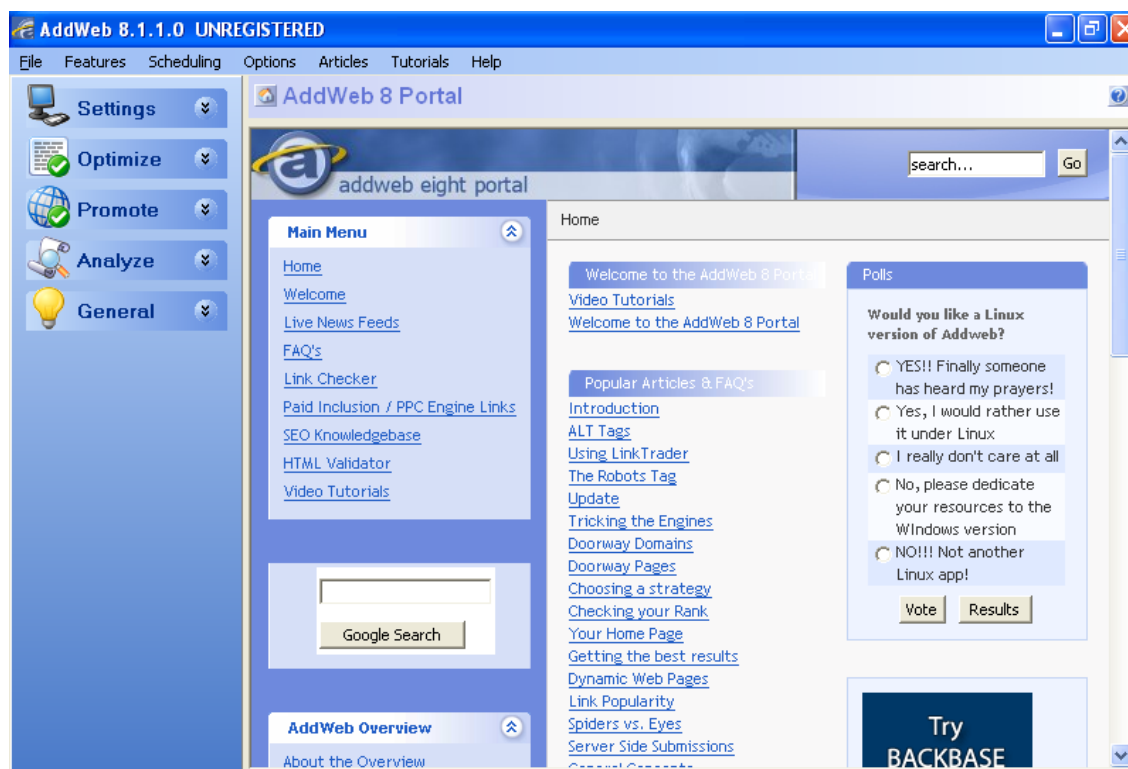 AddWeb 8.1.1.0 UNREGISTERED
File Features Scheduling Options Articles Tutorials Help
Settings
Optimize
Promote
Analyze
General
AddWeb 8 Portal
a
addweb eight portal
search... Go
Main Menu
Home
Welcome
Live News Feeds
FAQ's
Link Checker
Paid Inclusion / PPC Engine Links
SEO Knowledgebase
HTML Validator
Video Tutorials
Google Search
AddWeb Overview
About the Overview
Home
Welcome to the AddWeb 8 Portal
Video Tutorials
Welcome to the AddWeb 8 Portal
Popular Articles & FAQ's
Introduction
ALT Tags
Using LinkTrader
The Robots Tag
Update
Tricking the Engines
Doorway Domains
Doorway Pages
Choosing a strategy
Checking your Rank
Your Home Page
Getting the best results
Dynamic Web Pages
Link Popularity
Spiders vs. Eyes
Server Side Submissions
General Concepts
Polls
Would you like a Linux
version of Addweb?
YES!! Finally someone
has heard my prayers!
Yes, I would rather use
it under Linux
I really don't care at all
No, please dedicate
your resources to the
WIndows version
NO!!! Not another
Linux app!
Vote Results
Try
BACKBASE